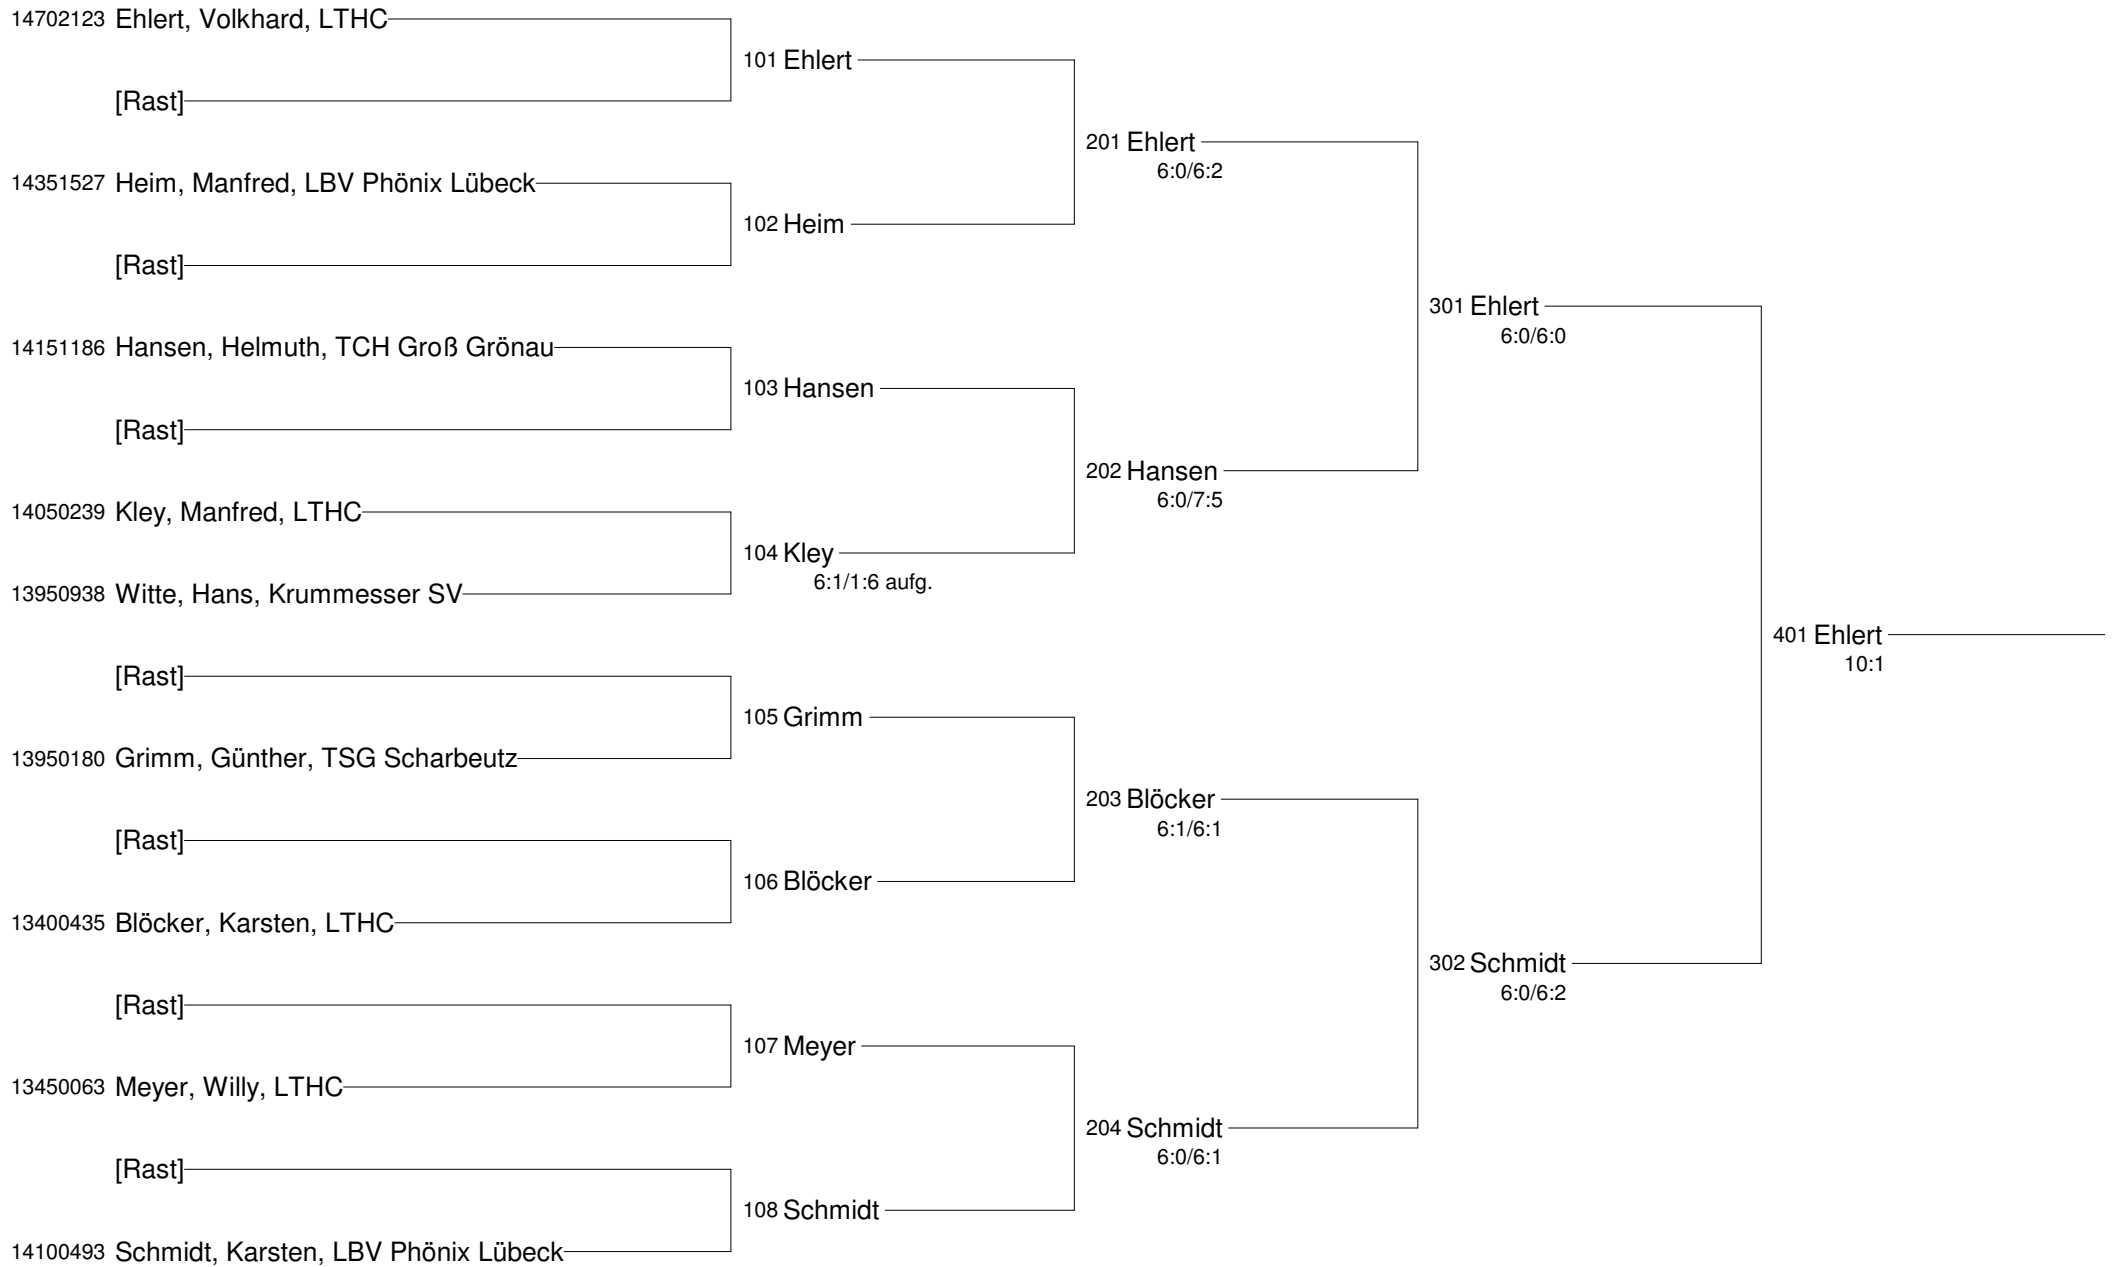 14702123 Ehlert, Volkhard, LTHC
101 Ehlert
[Rast]
201 Ehlert
6:0/6:2
14351527 Heim, Manfred, LBV Phönix Lübeck
102 Heim
[Rast]
301 Ehlert
6:0/6:0
14151186 Hansen, Helmuth, TCH Groß Grönau
103 Hansen
[Rast]
202 Hansen
6:0/7:5
14050239 Kley, Manfred, LTHC
104 Kley
6:1/1:6 aufg.
13950938 Witte, Hans, Krummesser SV
401 Ehlert
10:1
[Rast]
105 Grimm
13950180 Grimm, Günther, TSG Scharbeutz
203 Blöcker
6:1/6:1
[Rast]
106 Blöcker
13400435 Blöcker, Karsten, LTHC
302 Schmidt
6:0/6:2
[Rast]
107 Meyer
13450063 Meyer, Willy, LTHC
204 Schmidt
6:0/6:1
[Rast]
108 Schmidt
14100493 Schmidt, Karsten, LBV Phönix Lübeck